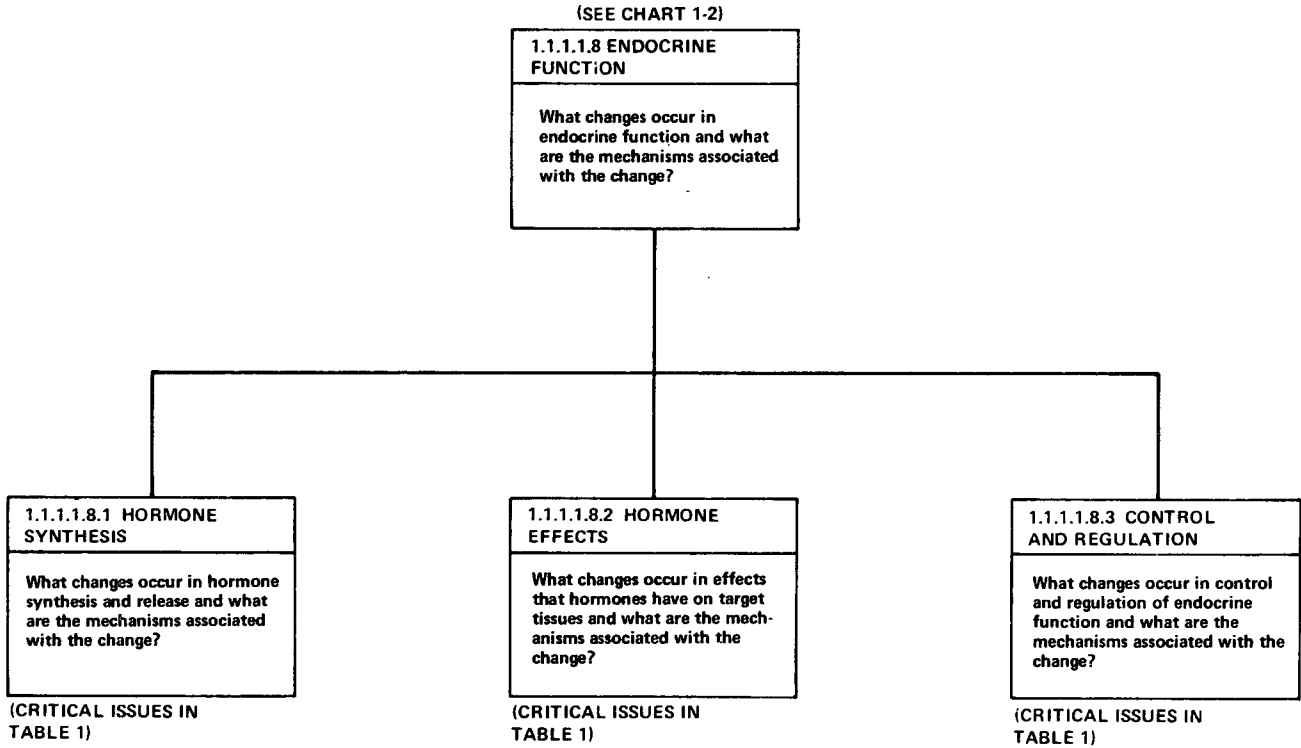 (SEE CHART 1-2)
1.1.1.1.8 ENDOCRINE
FUNCTiON
What changes occur in
endocrine function and what
are the mechanisms associated
with the change?
1.1.1.1.8.1 HORMONE
SYNTHESIS
What changes occur in hormone
synthesis and release and what
are the mechanisms associated
with the change?
(CRITICAL ISSUES IN
TABLE 1)
1.1.1.1.8.2 HORMONE
EFFECTS
What changes occur in effects
that hormones have on target
tissues and what are the mech-
anisms associated with the
change?
(CRITICAL ISSUES IN
TABLE 1)
1.1.1.1.8.3 CONTROL
AND REGULATION
What changes occur in control
and regulation of endocrine
function and what are the
mechanisms associated with the
change?
(CRITICAL ISSUES IN
TABLE 1)